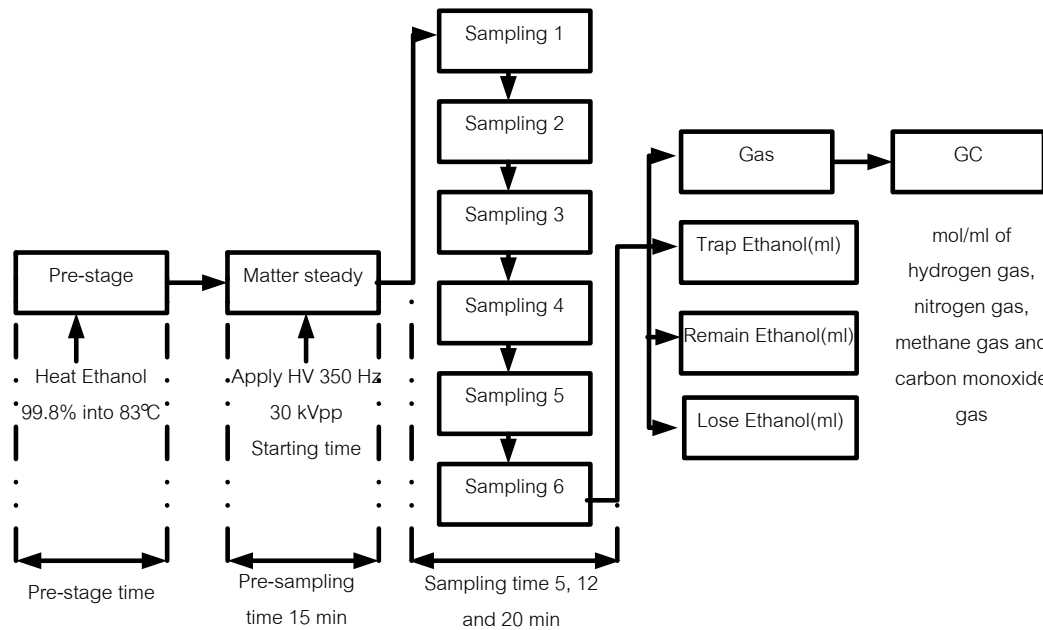 Sampling 1
Sampling 2
Sampling 3
Sampling 4
Sampling 5
Sampling 6
Pre-stage
Heat Ethanol
99.8% into 83℃
Pre-stage time
Matter steady
Apply HV 350 Hz
30 kVpp
Starting time
Pre-sampling
time 15 min
Sampling time 5, 12
and 20 min
Gas
Trap Ethanol(ml)
Remain Ethanol(ml)
Lose Ethanol(ml)
GC
mol/ml of
hydrogen gas,
nitrogen gas,
methane gas and
carbon monoxide
gas